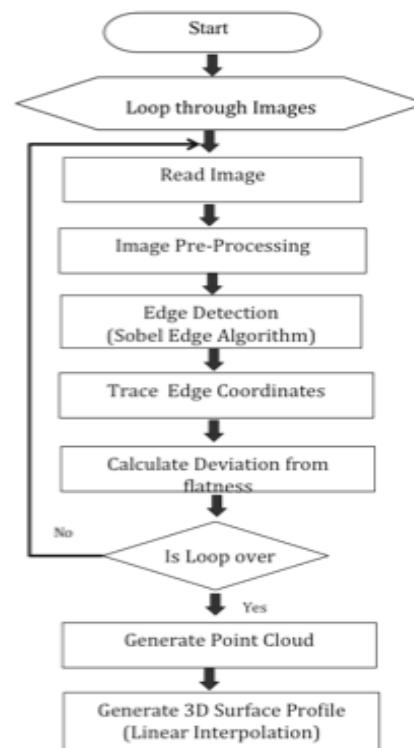 Start
Loop through Images
Read Image
Image Pre-Processing
Edge Detection
(Sobel Edge Algorithm)
Trace Edge Coordinates
Calculate Deviation from
flatness
No
Is Loop over
Yes
Generate Point Cloud
Generate 3D Surface Profile
(Linear Interpolation)